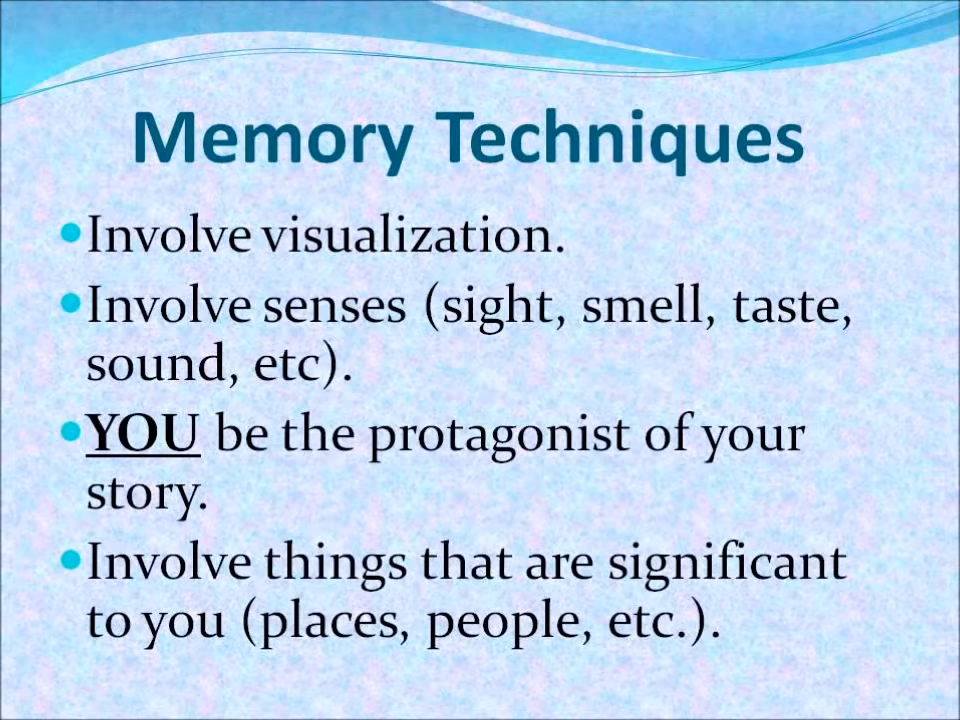 Memory Techniques
Involve visualization.
Involve senses (sight, smell, taste,
sound, etc).
YOU be the protagonist of your
story.
Involve things that are significant
to you (places, people, etc.).